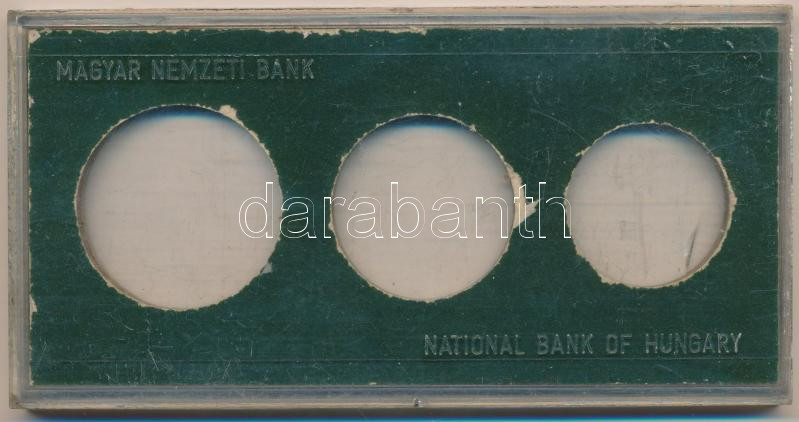 MAGYAR NEMZETI BANK
darabanth
NATIONAL BANK OF HUNGARY